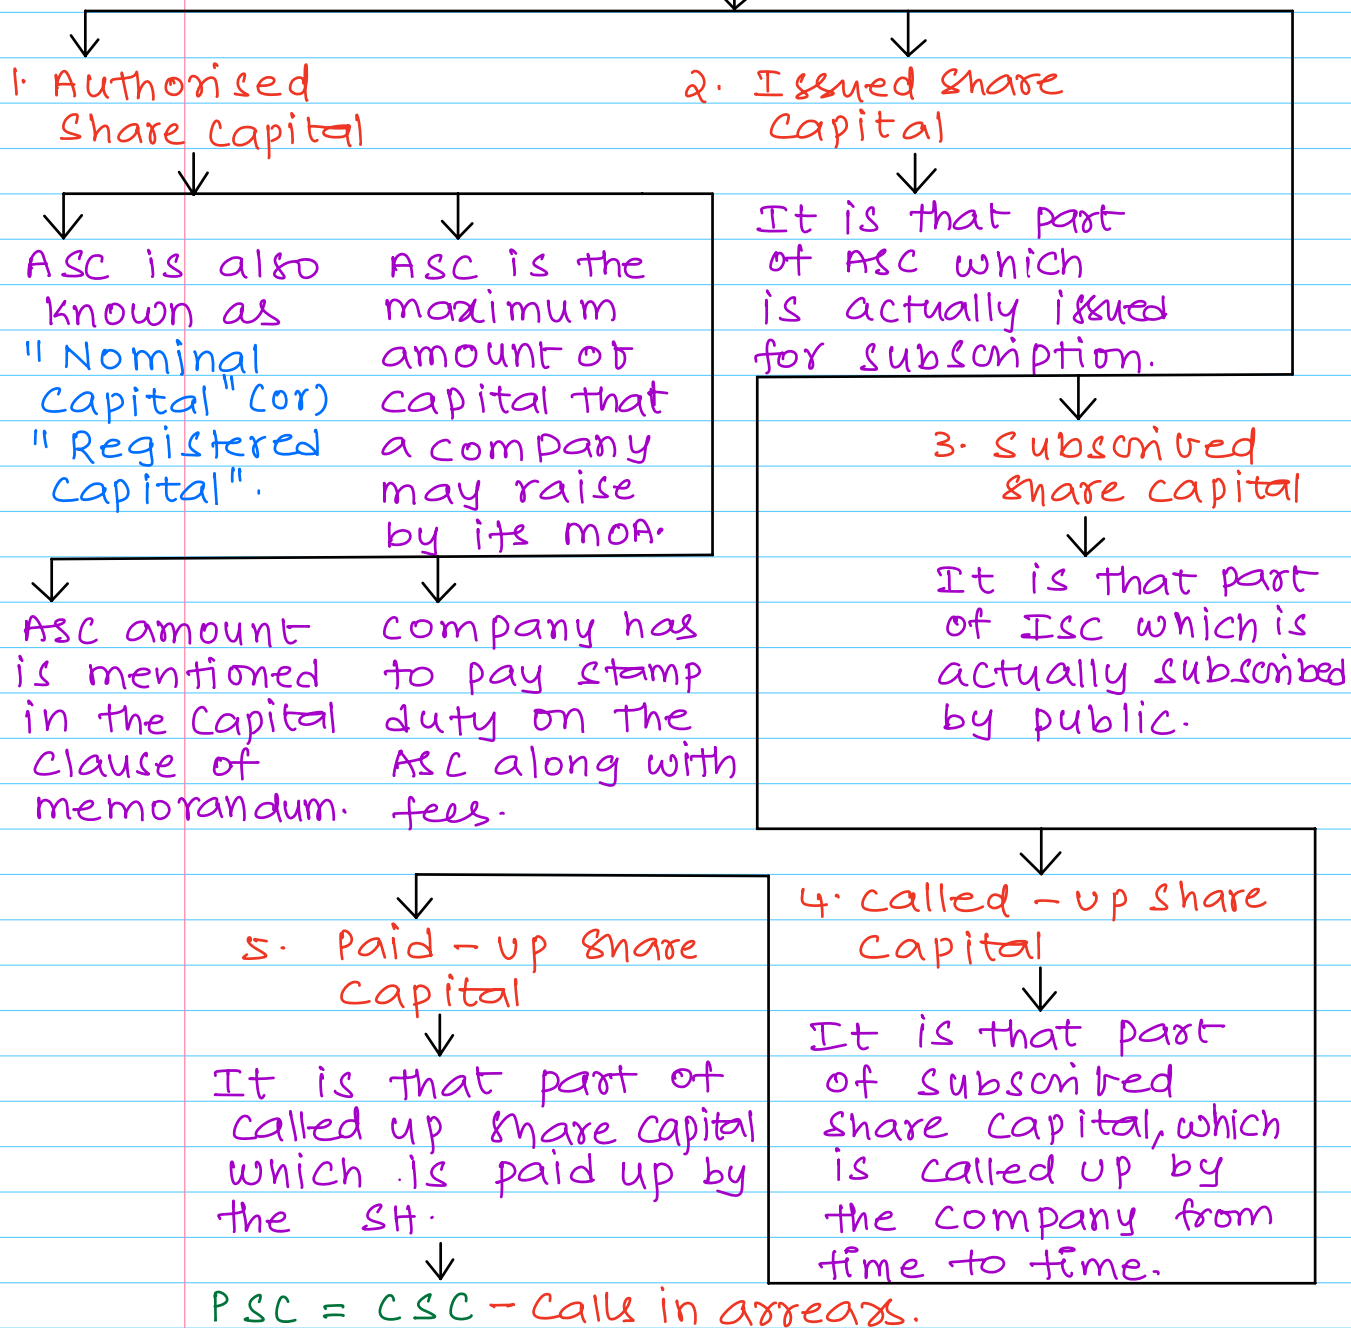 1. Authorised
Share Capital
ASC is also
known as
"Nominal
Capital" (or)
"Registered
Capital".
ASC is the
maximum
amount of
capital that
a company
may raise
by its MOA.
ASC amount
is mentioned
in the Capital
clause of
memorandum.
company has
to pay stamp
duty on the
ASC along with
fees.
2. Issued share
Capital
It is that part
of ASC which
is actually issued
for subscription.
3. Subscribed
share capital
It is that part
of ISC which is
actually subscribed
by public.
4. Called-up share
Capital
It is that part
of subscribed
share capital, which
is called up by
the company from
time to time.
5. Paid-up share
Capital
It is that part of
called up share capital
which is paid up by
the SH.
PSC = CSC - Calls in arrears.